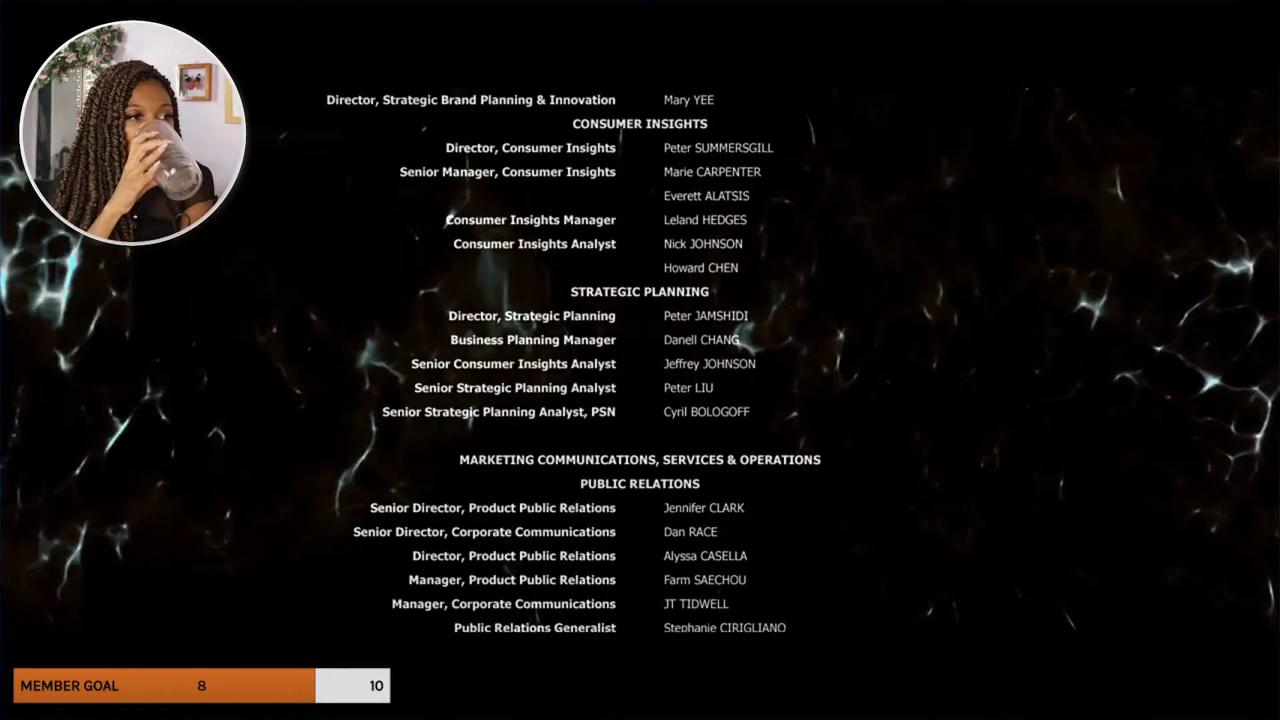 Director, Strategic Brand Planning & Innovation Mary YEE
CONSUMER INSIGHTS
Director, Consumer Insights Peter SUMMERSGILL
Senior Manager, Consumer Insights Marie CARPENTER
Everett ALATSIS
Consumer Insights Manager Leland HEDGES
Consumer Insights Analyst Nick JOHNSON
Howard CHEN
STRATEGIC PLANNING
Director, Strategic Planning Peter JAMSHIDI
Business Planning Manager Danell CHANG
Senior Consumer Insights Analyst Jeffrey JOHNSON
Senior Strategic Planning Analyst Peter LIU
Senior Strategic Planning Analyst, PSN Cyril BOLOGOFF
MARKETING COMMUNICATIONS, SERVICES & OPERATIONS
PUBLIC RELATIONS
Senior Director, Product Public Relations Jennifer CLARK
Senior Director, Corporate Communications Dan RACE
Director, Product Public Relations Alyssa CASELLA
Manager, Product Public Relations Farm SAECHOU
Manager, Corporate Communications JT TIDWELL
Public Relations Generalist Stephanie CIRIGLIANO
MEMBER GOAL 8 10